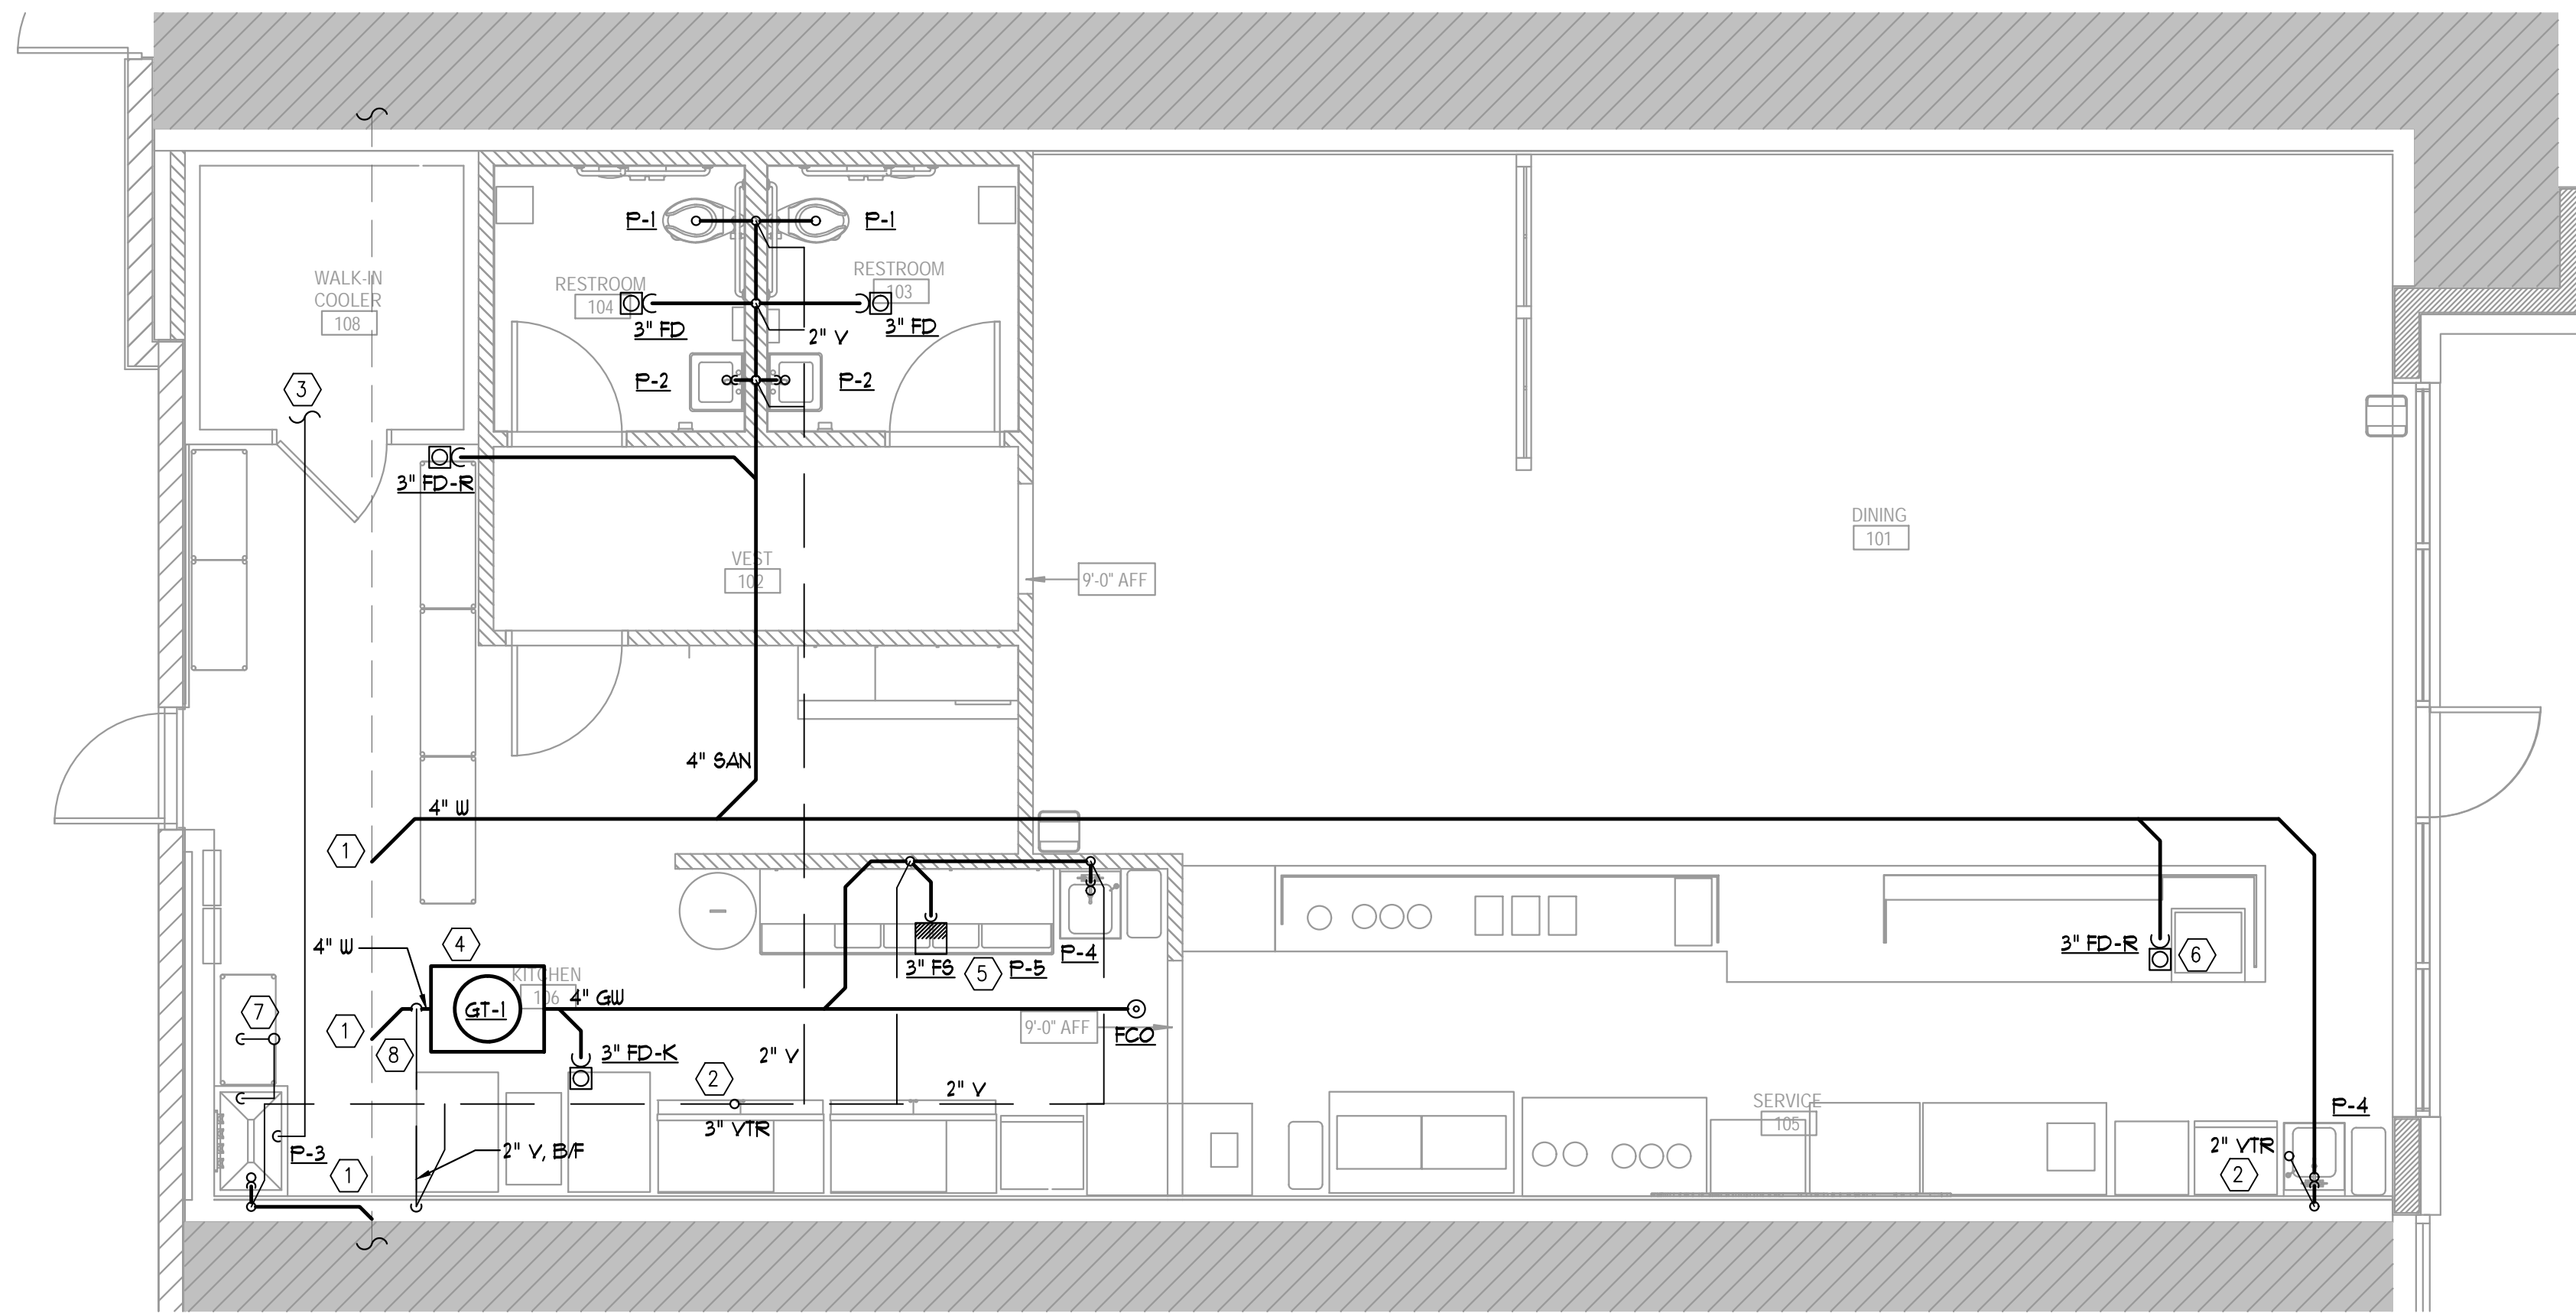 P-1
P-1
RESTROOM
103
WALK-IN
COOLER
108
RESTROOM
104
3" FD
3" FD
2" V
P-2
P-2
3
3" FD-R
DINING
101
VEST
102
9'-0" AFF
4" SAN
4" W
1
4" W
4
KITCHEN
106
GT-1
4" GW
3" FS
5
P-5
P-4
3" FD-R
6
7
1
8
9'-0" AFF
FCO
3" FD-K
2" V
2
2" V
SERVICE
105
P-4
3" VTR
2" V, B/F
P-3
1
2" VTR
2